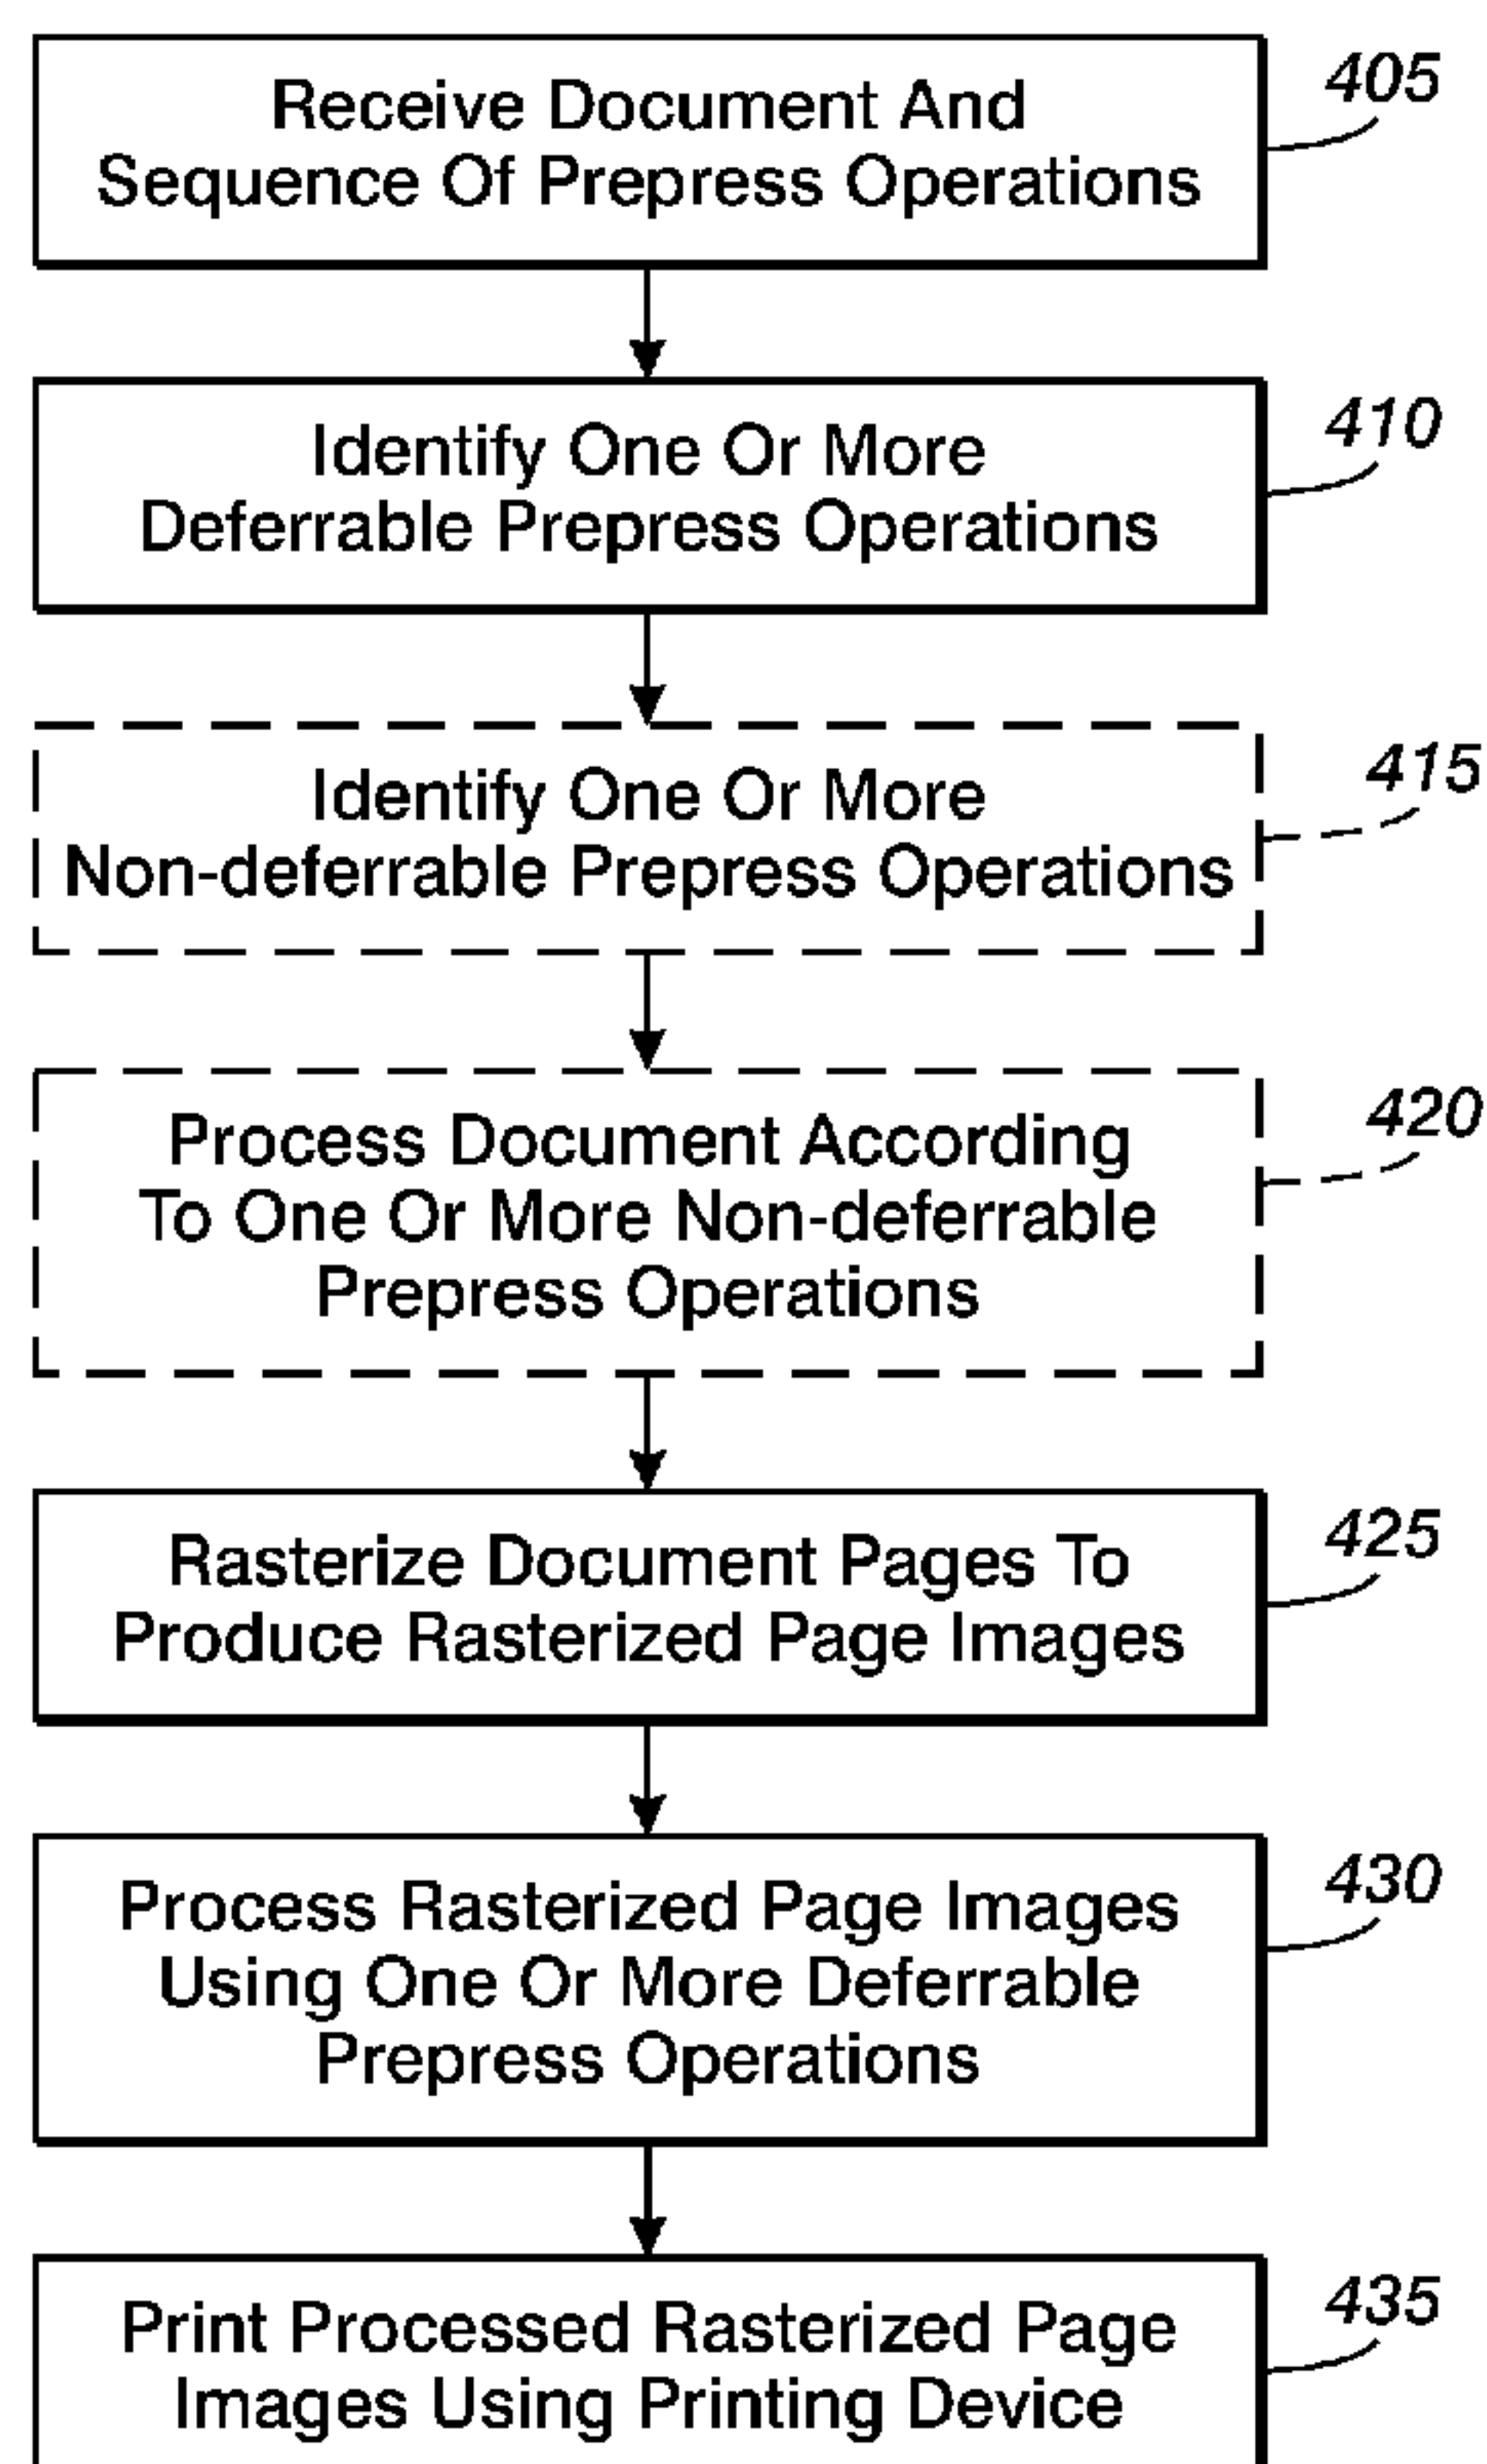 Receive Document And
Sequence Of Prepress Operations
405
Identify One Or More
Deferrable Prepress Operations
410
Identify One Or More
Non-deferrable Prepress Operations
415
Process Document According
To One Or More Non-deferrable
Prepress Operations
420
Rasterize Document Pages To
Produce Rasterized Page Images
425
Process Rasterized Page Images
Using One Or More Deferrable
Prepress Operations
430
Print Processed Rasterized Page
Images Using Printing Device
435